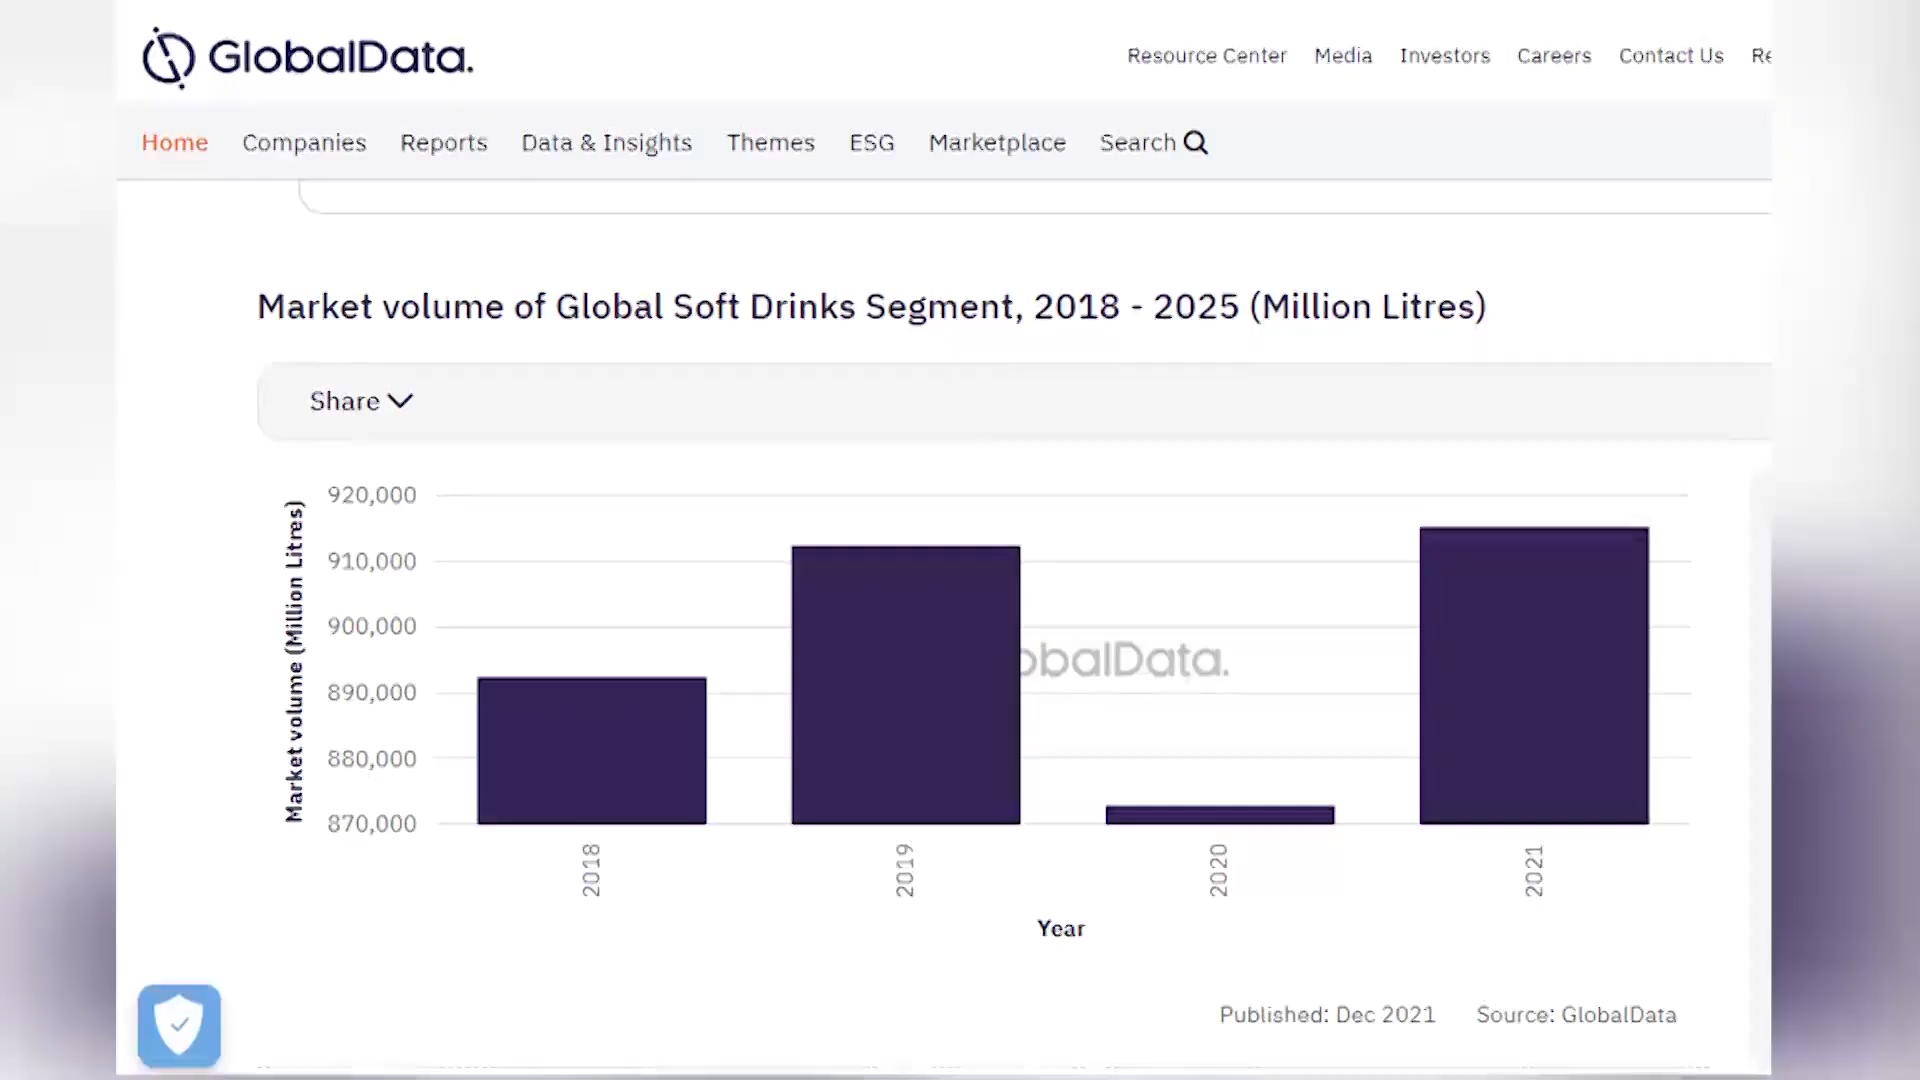 GlobalData.
Resource Center Media Investors Careers Contact Us
Home Companies Reports Data & Insights Themes ESG Marketplace Search
Market volume of Global Soft Drinks Segment, 2018 - 2025 (Million Litres)
Share
Market volume (Million Litres)
920,000
910,000
900,000
890,000
880,000
870,000
obalData.
2018 2019 2020 2021
Year
Published: Dec 2021 Source: GlobalData